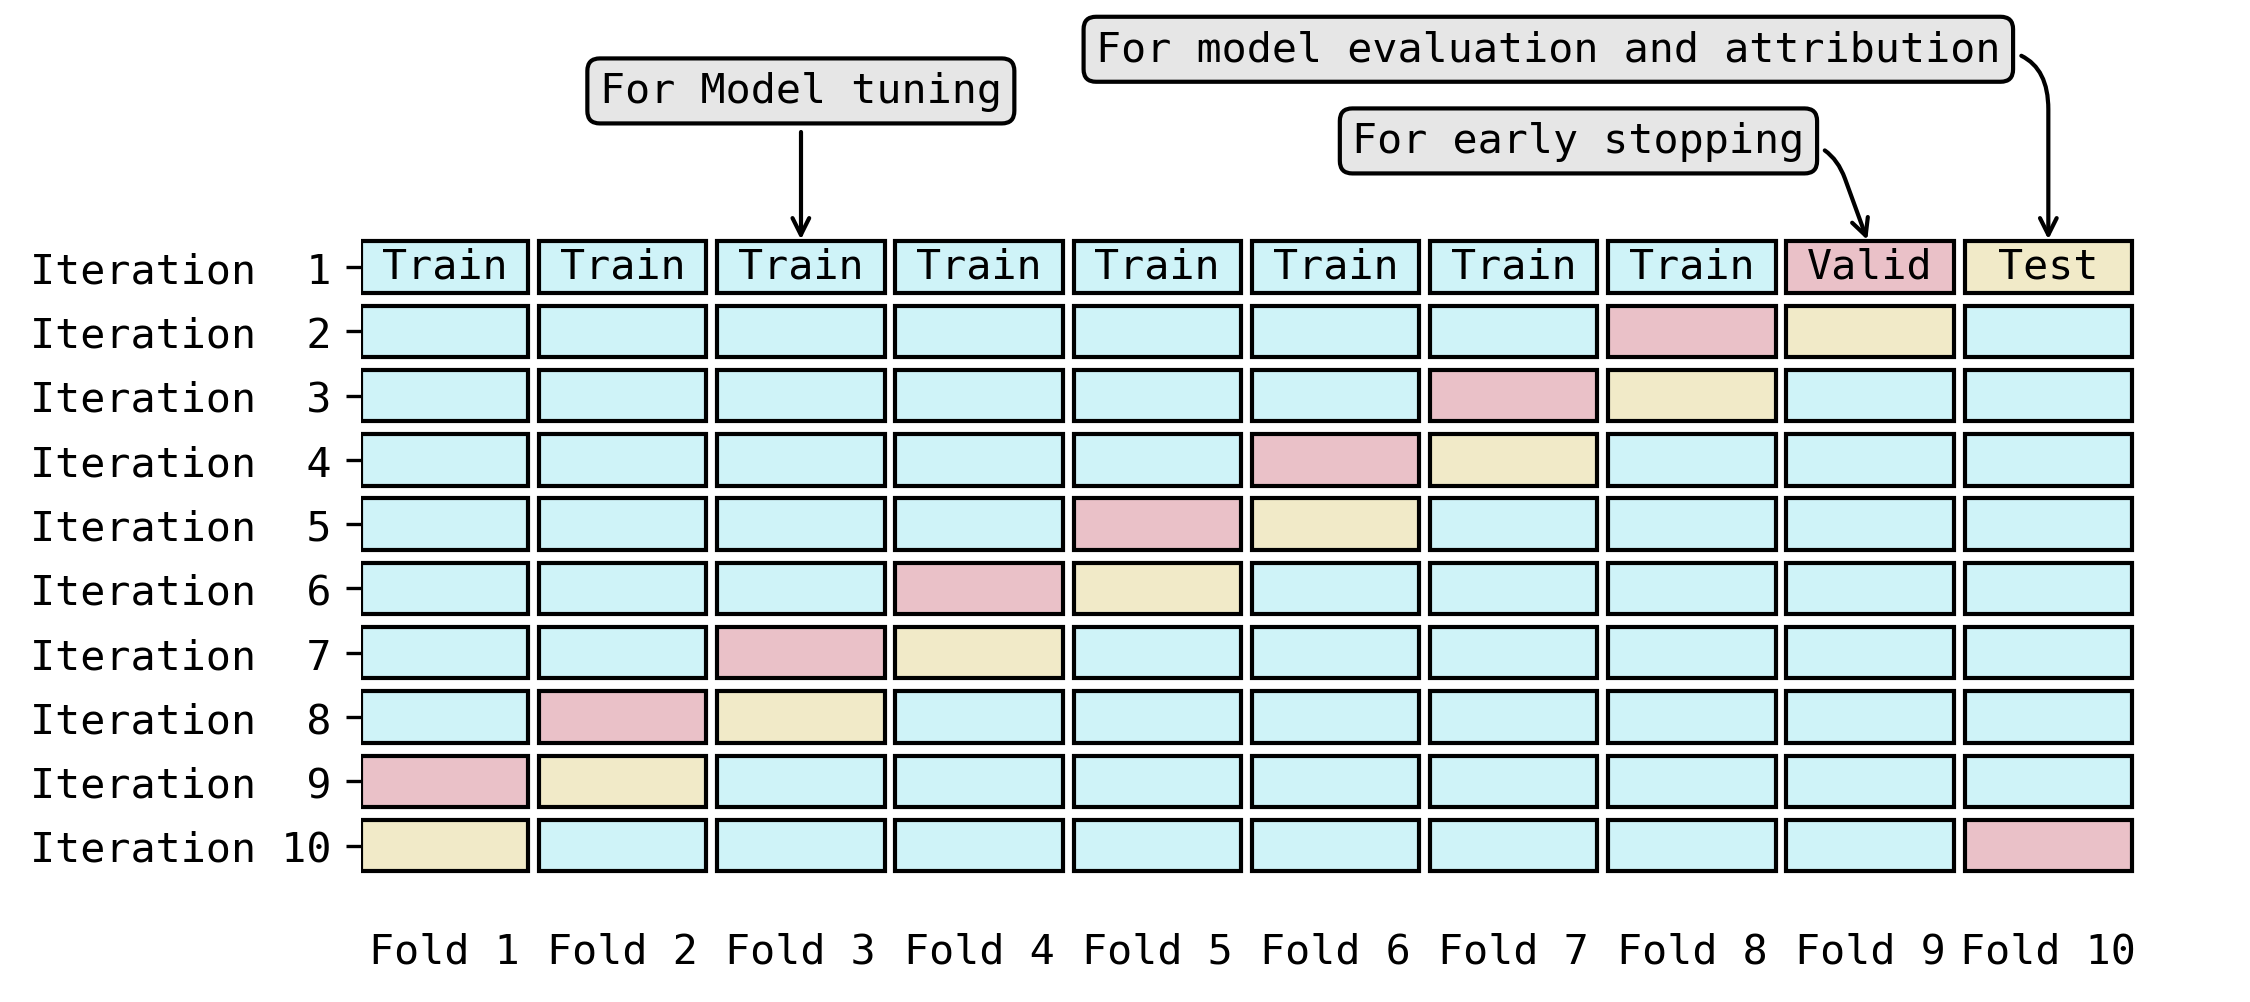 For model evaluation and attribution
For Model tuning
For early stopping
Iteration  1 Train Train Train Train Train Train Train Train Valid Test
Iteration  2
Iteration  3
Iteration  4
Iteration  5
Iteration  6
Iteration  7
Iteration  8
Iteration  9
Iteration 10
Fold 1 Fold 2 Fold 3 Fold 4 Fold 5 Fold 6 Fold 7 Fold 8 Fold 9 Fold 10